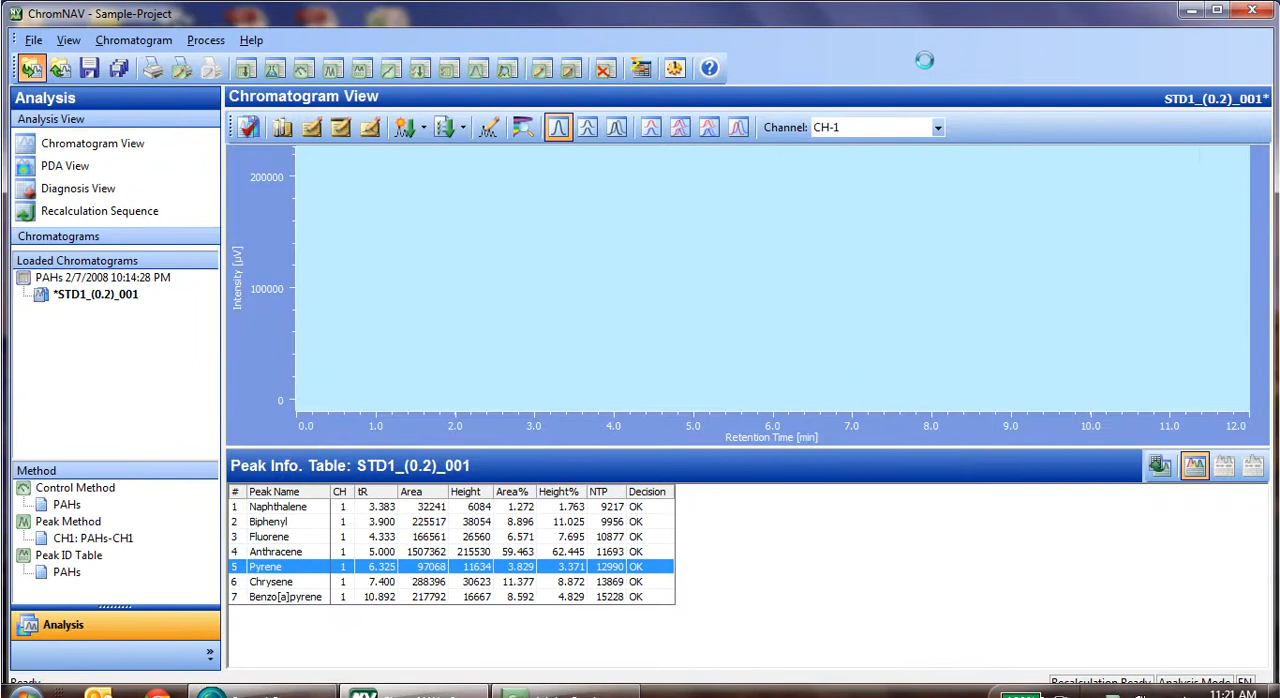 ChromNAV - Sample-Project
File View Chromatogram Process Help
Analysis
Analysis View
Chromatogram View
PDA View
Diagnosis View
Recalculation Sequence
Chromatograms
Loaded Chromatograms
PAHs 2/7/2008 10:14:28 PM
*STD1_(0.2)_001
Method
Control Method
PAHs
Peak Method
CH1: PAHs-CH1
Peak ID Table
PAHs
Analysis
»
Ready
Chromatogram View STD1_(0.2)_001*
Channel: CH-1
Intensity [µV]
200000
100000
0
0.0 1.0 2.0 3.0 4.0 5.0 6.0 7.0 8.0 9.0 10.0 11.0 12.0
Retention Time [min]
Peak Info. Table: STD1_(0.2)_001
# Peak Name CH tR Area Height Area% Height% NTP Decision
1 Naphthalene 1 3.383 32241 6084 1.272 1.763 9217 OK
2 Biphenyl 1 3.900 225517 38054 8.896 11.025 9956 OK
3 Fluorene 1 4.333 166561 26560 6.571 7.695 10877 OK
4 Anthracene 1 5.000 1507362 215530 59.463 62.445 11693 OK
5 Pyrene 1 6.325 97068 11634 3.829 3.371 12990 OK
6 Chrysene 1 7.400 288396 30623 11.377 8.872 13869 OK
7 Benzo[a]pyrene 1 10.892 217792 16667 8.592 4.829 15228 OK
Recalculation Ready Analysis Mode EN
11:21 AM